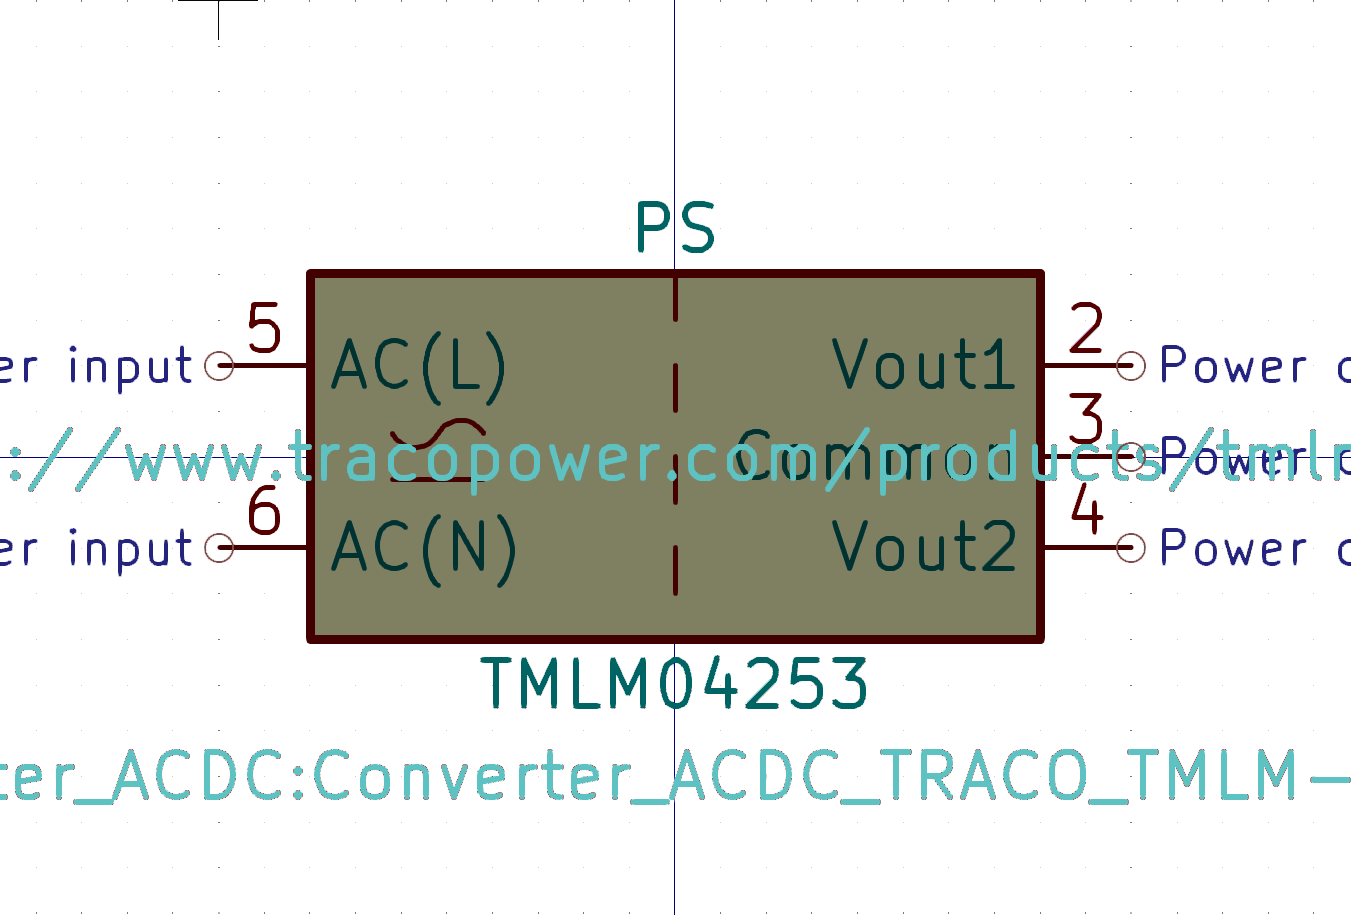 PS
5
2
er input
AC(L)
Vout1
Power
3
://www.tracopower.com/products/tmlm
Common
Power
6
4
er input
AC(N)
Vout2
Power
TMLM04253
ter_ACDC:Converter_ACDC_TRACO_TMLM-